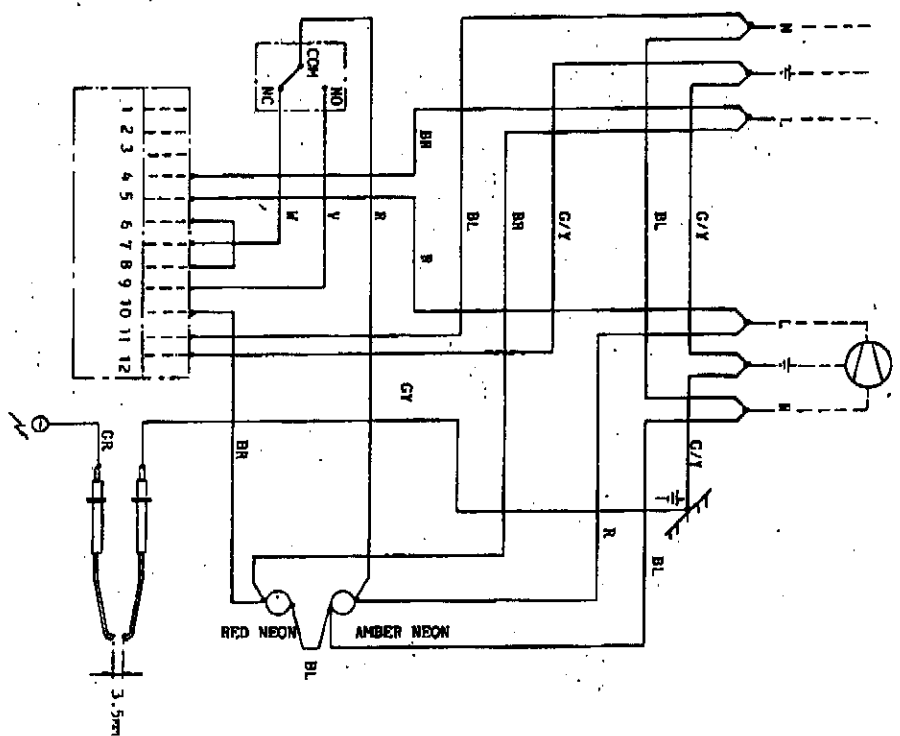 N
L
COM
NC
NO
1
2
3
4
5
6
7
8
9
10
11
12
BR
W
V
R
R
BL
BR
G/Y
BL
G/Y
L
N
GY
G/Y
BR
GR
R
BL
RED NEON
AMBER NEON
BL
3.5mm